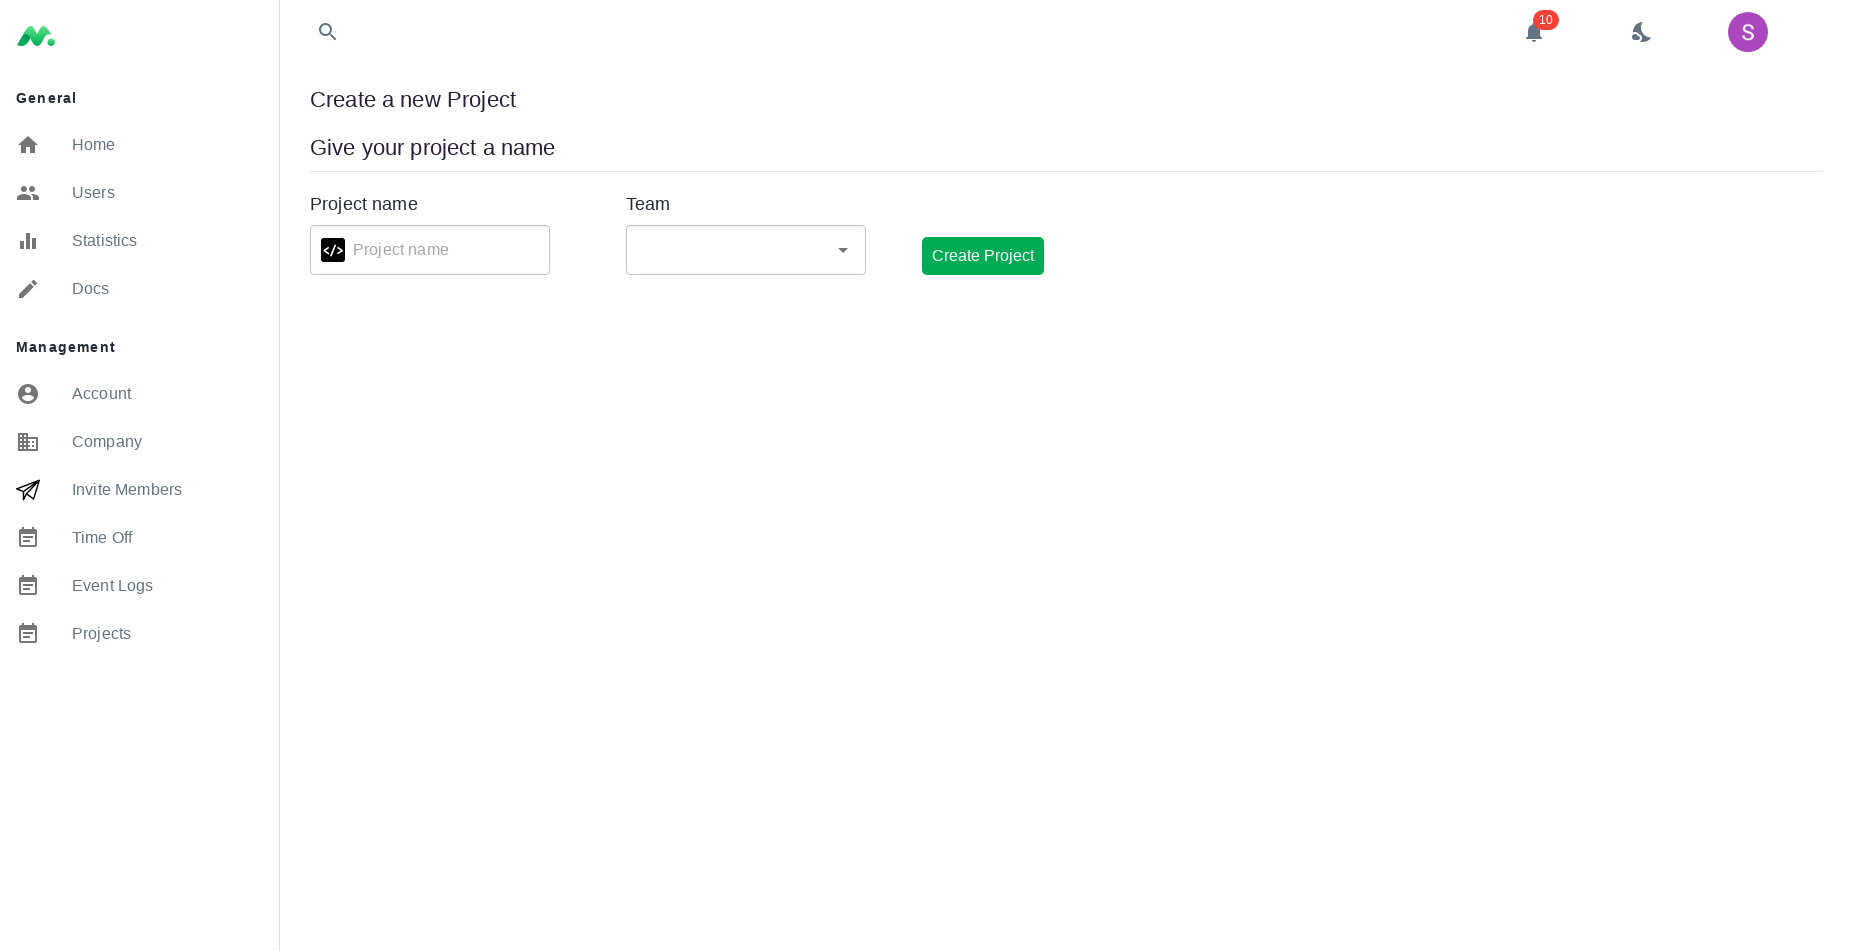 General
Home
Users
Statistics
Docs
Management
Account
Company
Invite Members
Time Off
Event Logs
Projects
10
S
Create a new Project
Give your project a name
Project name
Team
</> Project name
Create Project